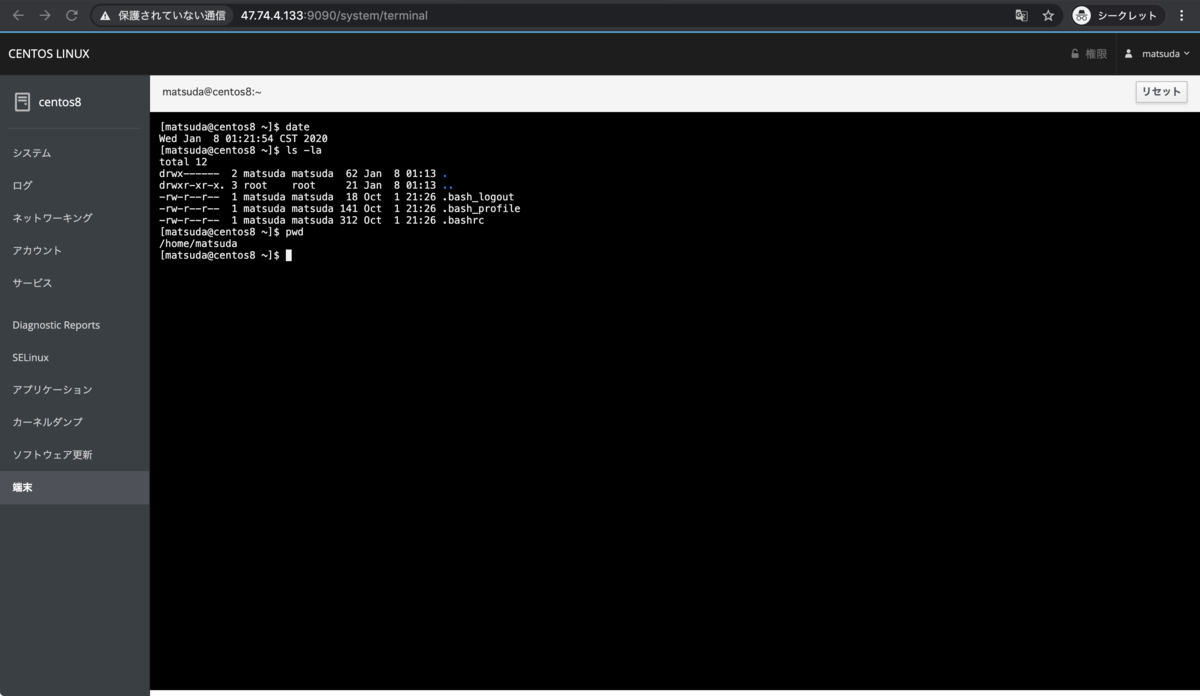 保護されていない通信 47.74.4.133:9090/system/terminal シークレット
CENTOS LINUX 権限 matsuda
centos8
matsuda@centos8:~ リセット
システム
ログ
ネットワーキング
アカウント
サービス
Diagnostic Reports
SELinux
アプリケーション
カーネルダンプ
ソフトウェア更新
端末
[matsuda@centos8 ~]$ date
Wed Jan  8 01:21:54 CST 2020
[matsuda@centos8 ~]$ ls -la
total 12
drwx------  2 matsuda matsuda  62 Jan  8 01:13 .
drwxr-xr-x. 3 root    root     21 Jan  8 01:13 ..
-rw-r--r--  1 matsuda matsuda  18 Oct  1 21:26 .bash_logout
-rw-r--r--  1 matsuda matsuda 141 Oct  1 21:26 .bash_profile
-rw-r--r--  1 matsuda matsuda 312 Oct  1 21:26 .bashrc
[matsuda@centos8 ~]$ pwd
/home/matsuda
[matsuda@centos8 ~]$